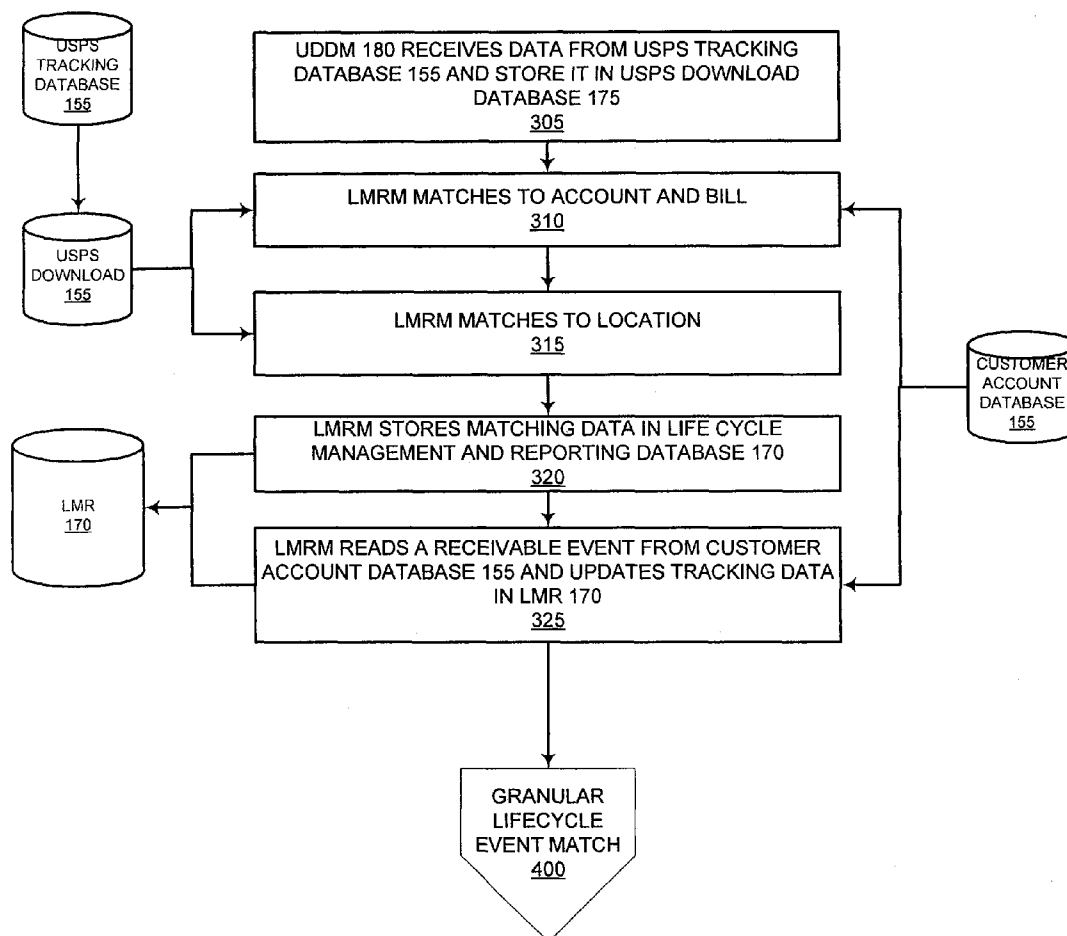 USPS
TRACKING
DATABASE
155
UDDM 180 RECEIVES DATA FROM USPS TRACKING
DATABASE 155 AND STORE IT IN USPS DOWNLOAD
DATABASE 175
305
LMRM MATCHES TO ACCOUNT AND BILL
310
USPS
DOWNLOAD
155
LMRM MATCHES TO LOCATION
315
CUSTOMER
ACCOUNT
DATABASE
155
LMRM STORES MATCHING DATA IN LIFE CYCLE
MANAGEMENT AND REPORTING DATABASE 170
320
LMR
170
LMRM READS A RECEIVABLE EVENT FROM CUSTOMER
ACCOUNT DATABASE 155 AND UPDATES TRACKING DATA
IN LMR 170
325
GRANULAR
LIFECYCLE
EVENT MATCH
400